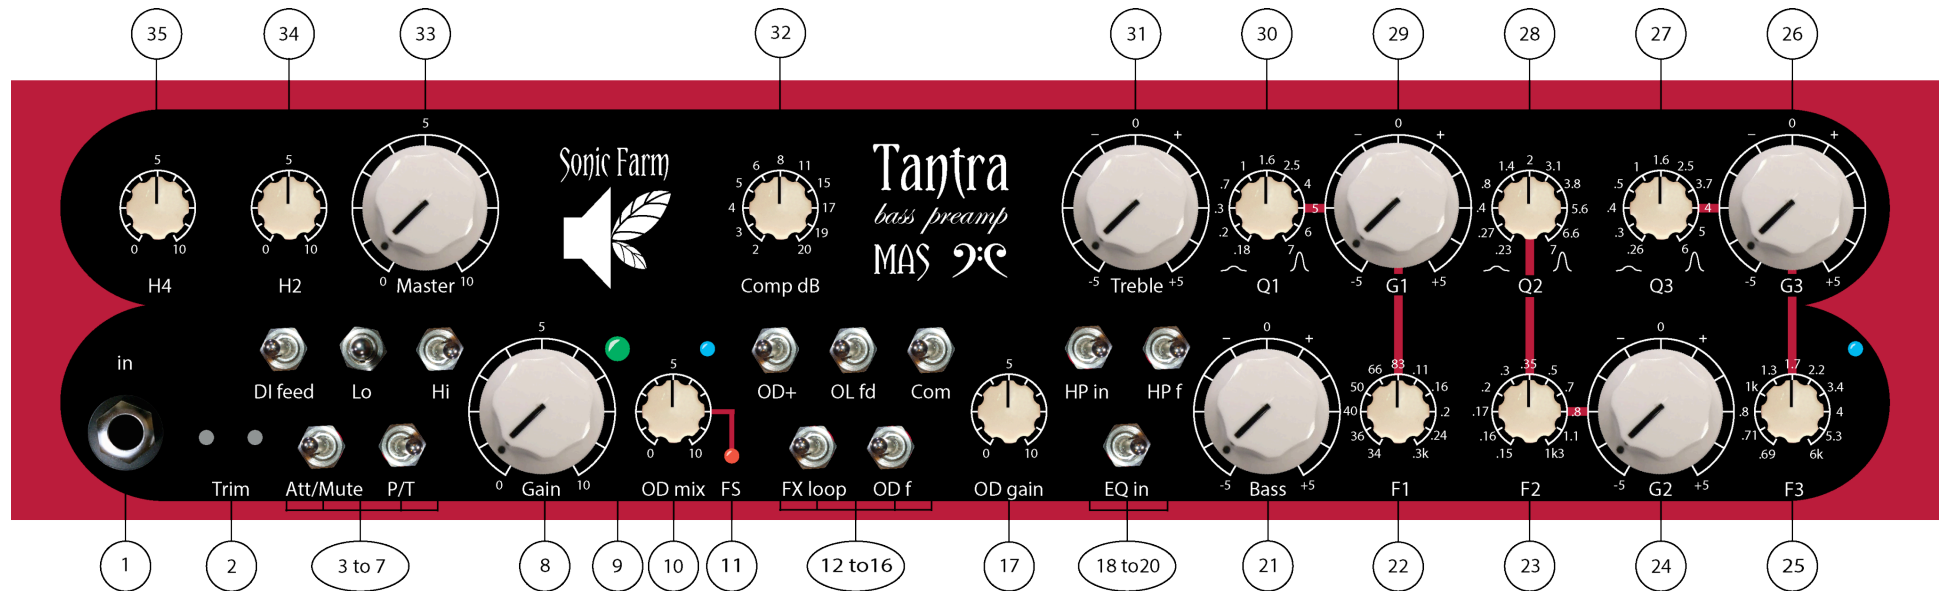 35 34 33 32 31 30 29 28 27 26
5 5 5
0 10 0 10 0 10
H4 H2 Master
Sonic Farm
2 3 4 5 6 8 11 15 17 19 20
Comp dB
Tantra
bass preamp
MAS
− 0 +
-5 +5
Treble
.18 .2 .3 .7 1 1.6 2.5 4 5 6 7
Q1
− 0 +
-5 +5
G1
.23 .27 .4 .8 1.4 2 3.1 3.8 5.6 6.6 7
Q2
.26 .3 .4 .5 1 1.6 2.5 3.7 4 5 6
Q3
− 0 +
-5 +5
G3
in
DI feed Lo Hi
Trim Att/Mute P/T
5
0 10
Gain
5
0 10
OD mix FS
OD+ OL fd Com
FX loop OD f
5
0 10
OD gain
HP in HP f
EQ in
− 0 +
-5 +5
Bass
34 36 40 50 66 83 .11 .16 .2 .24 .3k
F1
.15 .16 .17 .2 .3 .35 .5 .7 .8 1.1 1k3
F2
− 0 +
-5 +5
G2
.69 .71 .8 1k 1.3 1.7 2.2 3.4 4 5.3 6k
F3
1 2 3 to 7 8 9 10 11 12 to16 17 18 to20 21 22 23 24 25